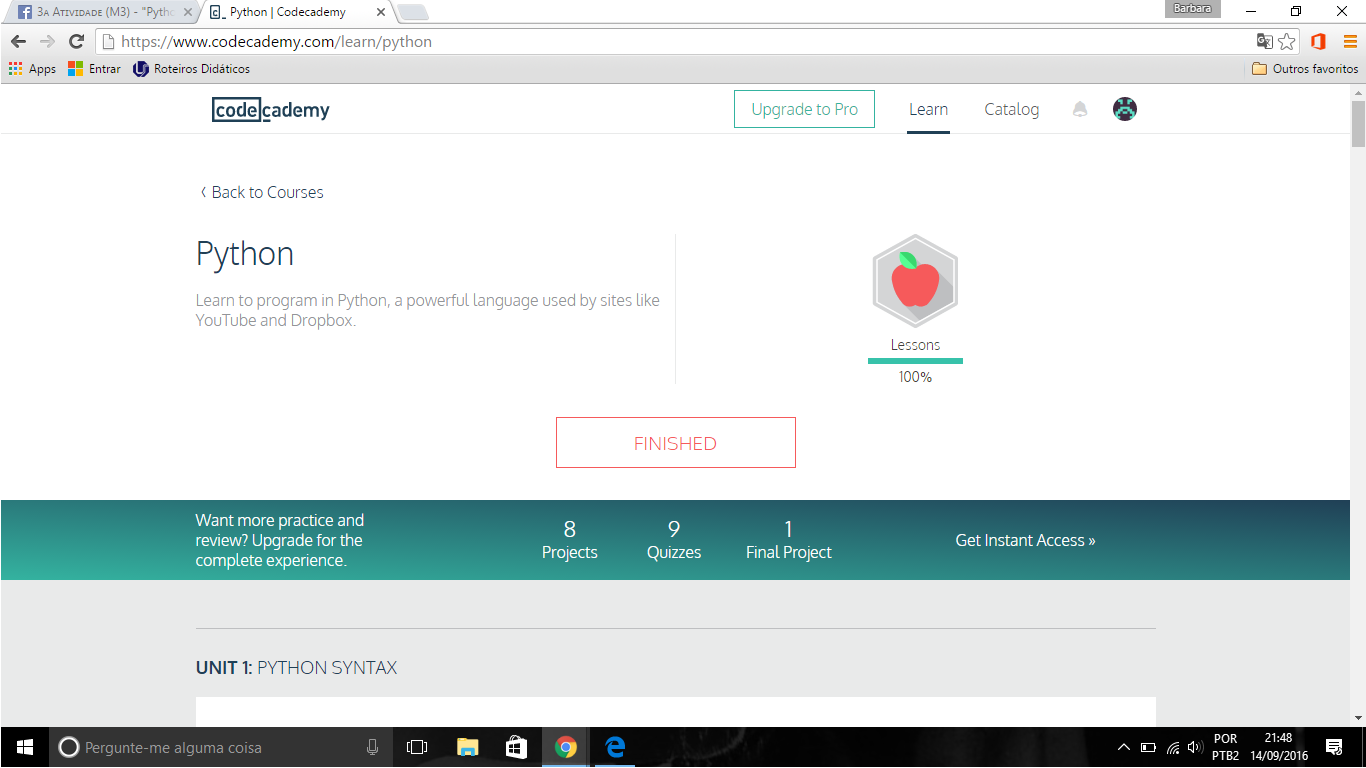 3a Atividade (M3) - "Pytho
Python | Codecademy
Barbara
https://www.codecademy.com/learn/python
Apps
Entrar
Roteiros Didáticos
Outros favoritos
codecademy
Upgrade to Pro
Learn
Catalog
Back to Courses
Python
Learn to program in Python, a powerful language used by sites like
YouTube and Dropbox.
Lessons
100%
FINISHED
Want more practice and
review? Upgrade for the
complete experience.
8
Projects
9
Quizzes
1
Final Project
Get Instant Access »
UNIT 1: PYTHON SYNTAX
Pergunte-me alguma coisa
POR
PTB2
21:48
14/09/2016